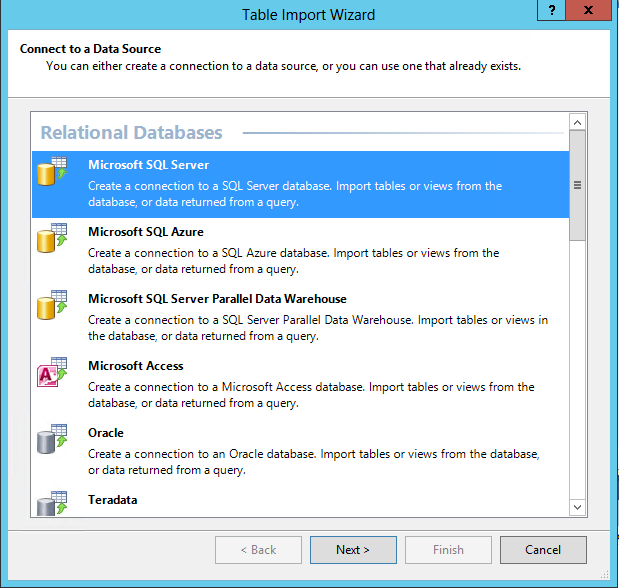 Table Import Wizard
?
x
Connect to a Data Source
You can either create a connection to a data source, or you can use one that already exists.
Relational Databases
Microsoft SQL Server
Create a connection to a SQL Server database. Import tables or views from the
database, or data returned from a query.
Microsoft SQL Azure
Create a connection to a SQL Azure database. Import tables or views from the
database, or data returned from a query.
Microsoft SQL Server Parallel Data Warehouse
Create a connection to a SQL Server Parallel Data Warehouse. Import tables or views in
the database, or data returned from a query.
A
Microsoft Access
Create a connection to a Microsoft Access database. Import tables or views from the
database, or data returned from a query.
Oracle
Create a connection to an Oracle database. Import tables or views from the database,
or data returned from a query.
Teradata
< Back
Next >
Finish
Cancel